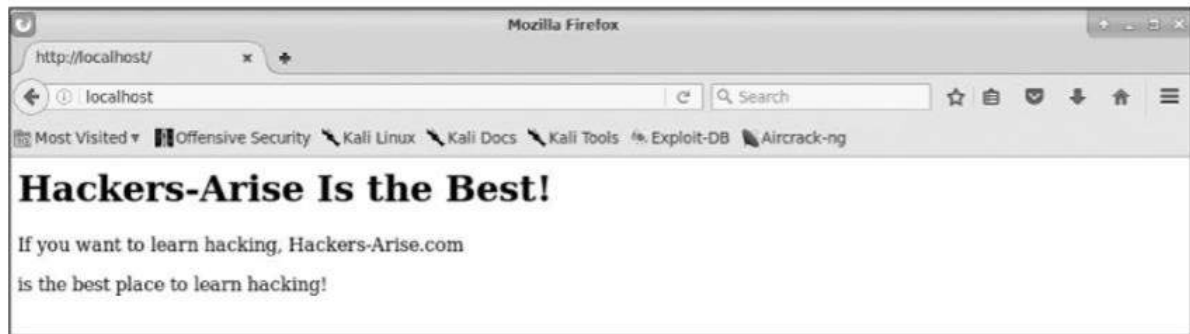 Mozilla Firefox
http://localhost/
localhost
Search
Most Visited Offensive Security Kali Linux Kali Docs Kali Tools Exploit-DB Aircrack-ng
Hackers-Arise Is the Best!
If you want to learn hacking, Hackers-Arise.com
is the best place to learn hacking!